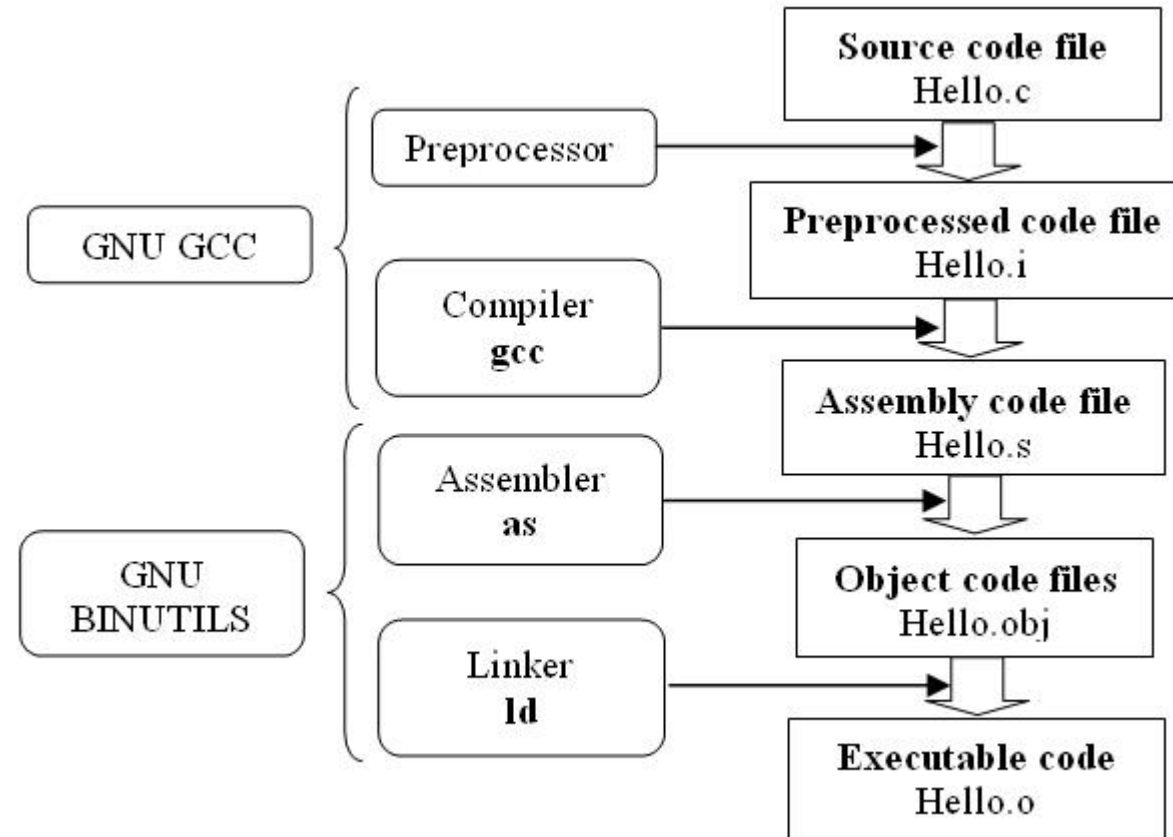 Source code file
Hello.c
Preprocessor
Preprocessed code file
Hello.i
GNU GCC
Compiler
gcc
Assembly code file
Hello.s
Assembler
as
GNU
BINUTILS
Object code files
Hello.obj
Linker
ld
Executable code
Hello.o